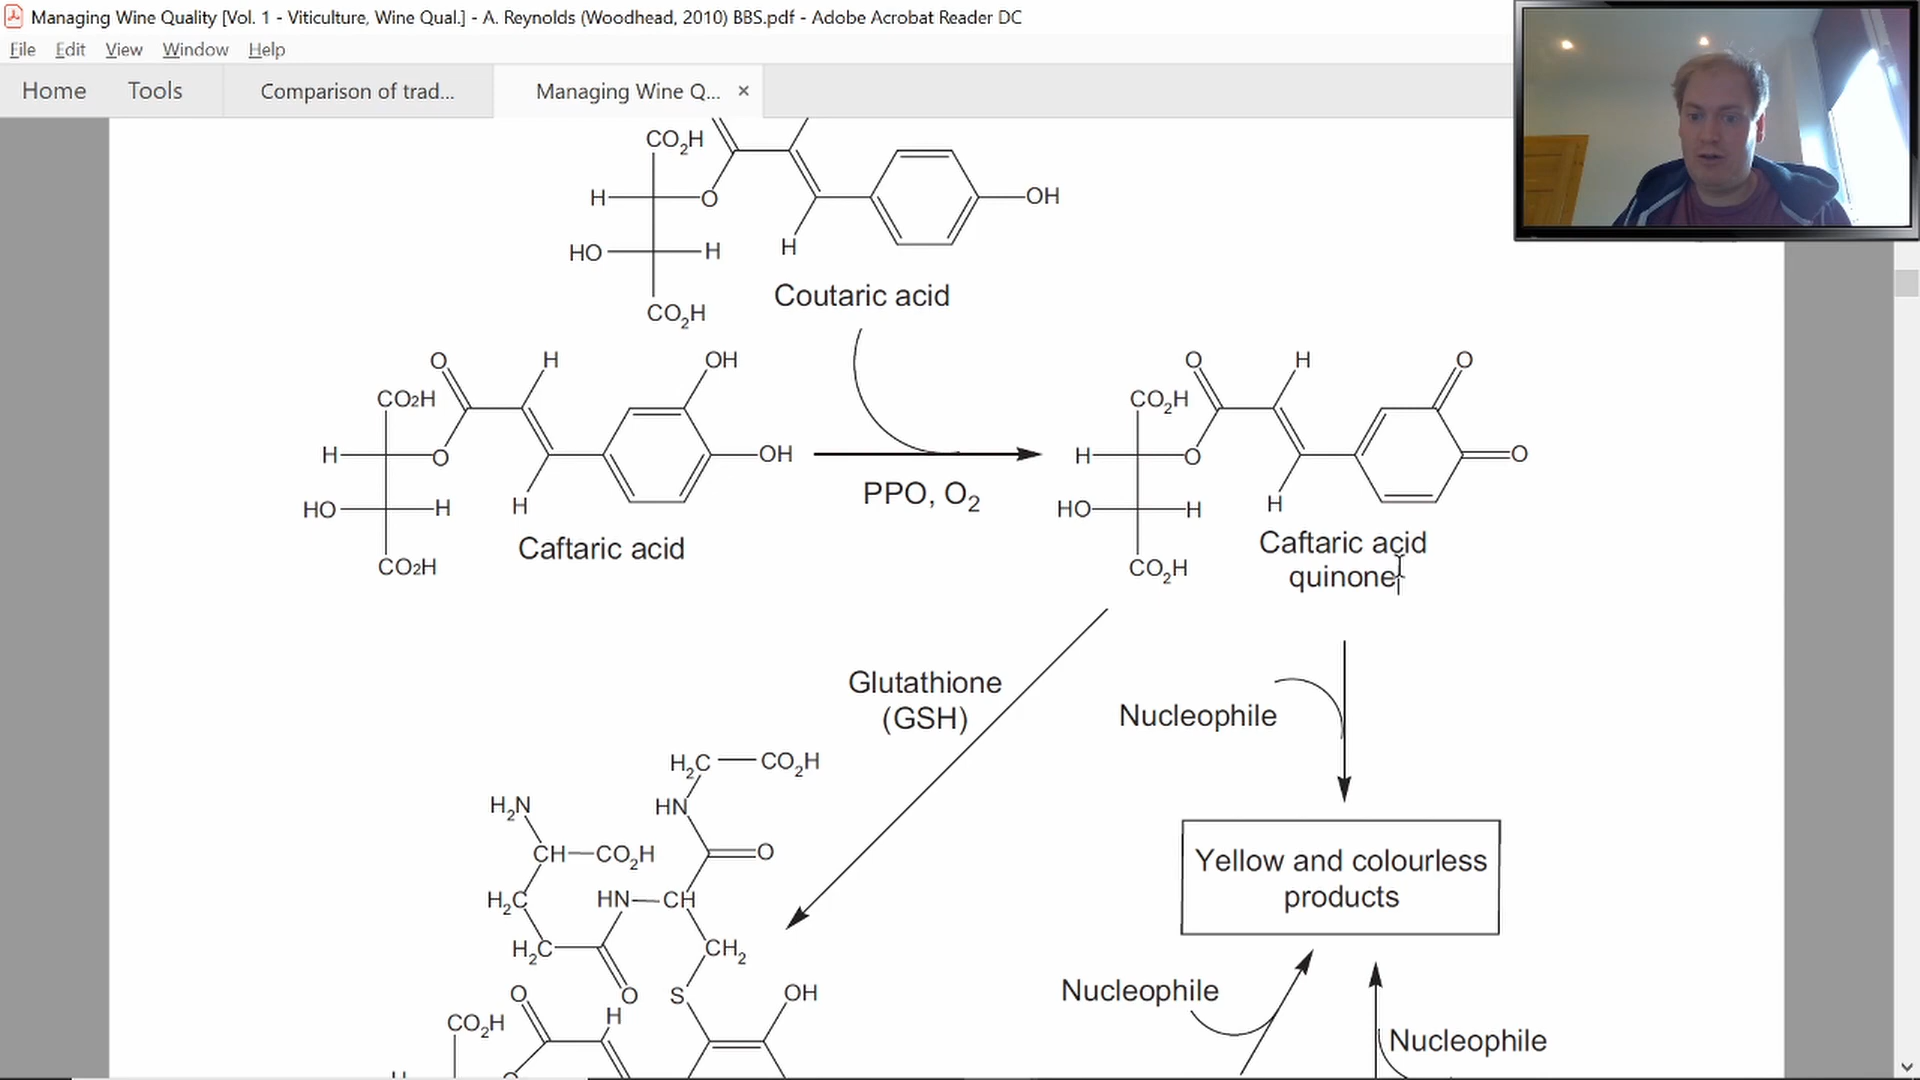 Managing Wine Quality [Vol. 1 - Viticulture, Wine Qual.] - A. Reynolds (Woodhead, 2010) BBS.pdf - Adobe Acrobat Reader DC
File Edit View Window Help
Home Tools Comparison of trad... Managing Wine Q... ×
CO2H
H O OH
HO H H
Coutaric acid
CO2H
O H OH O H O
CO2H CO2H
H O OH H O O
PPO, O2
HO H H HO H H
Caftaric acid Caftaric acid
quinone
CO2H CO2H
Glutathione
(GSH)
Nucleophile
H2C CO2H
H2N HN
CH CO2H O
Yellow and colourless
products
H2C HN CH
H2C CH2
O S OH
Nucleophile
O H
CO2H
Nucleophile
H O